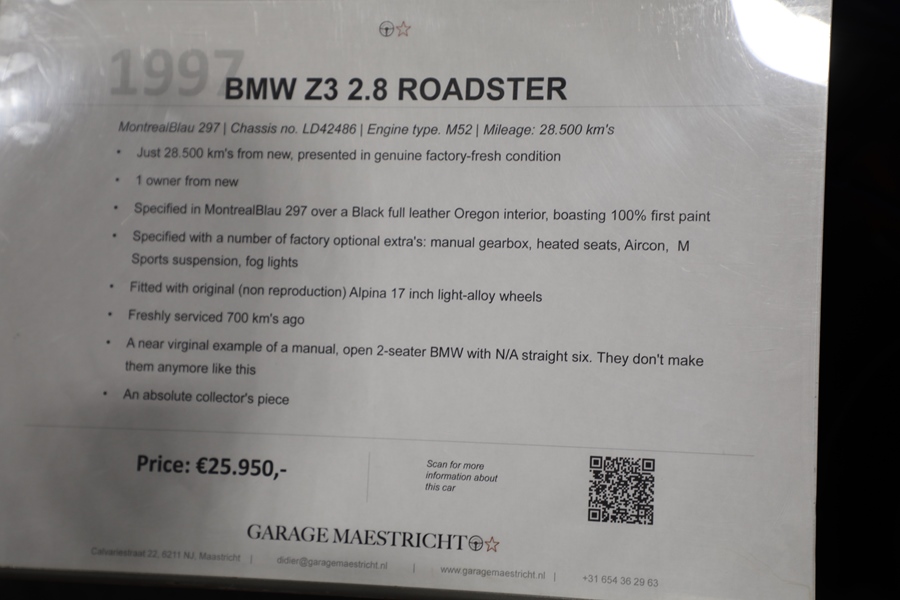 1997
BMW Z3 2.8 ROADSTER
MontrealBlau 297 | Chassis no. LD42486 | Engine type. M52 | Mileage: 28.500 km's
• Just 28.500 km's from new, presented in genuine factory-fresh condition
• 1 owner from new
• Specified in MontrealBlau 297 over a Black full leather Oregon interior, boasting 100% first paint
• Specified with a number of factory optional extra's: manual gearbox, heated seats, Aircon, M
Sports suspension, fog lights
• Fitted with original (non reproduction) Alpina 17 inch light-alloy wheels
• Freshly serviced 700 km's ago
• A near virginal example of a manual, open 2-seater BMW with N/A straight six. They don't make
them anymore like this
• An absolute collector's piece
Price: €25.950,-
Scan for more
information about
this car
GARAGE MAESTRICHT
Calvariestraat 22, 6211 NJ. Maastricht | didier@garagemaestricht.nl | www.garagemaestricht.nl | +31 654 36 29 63